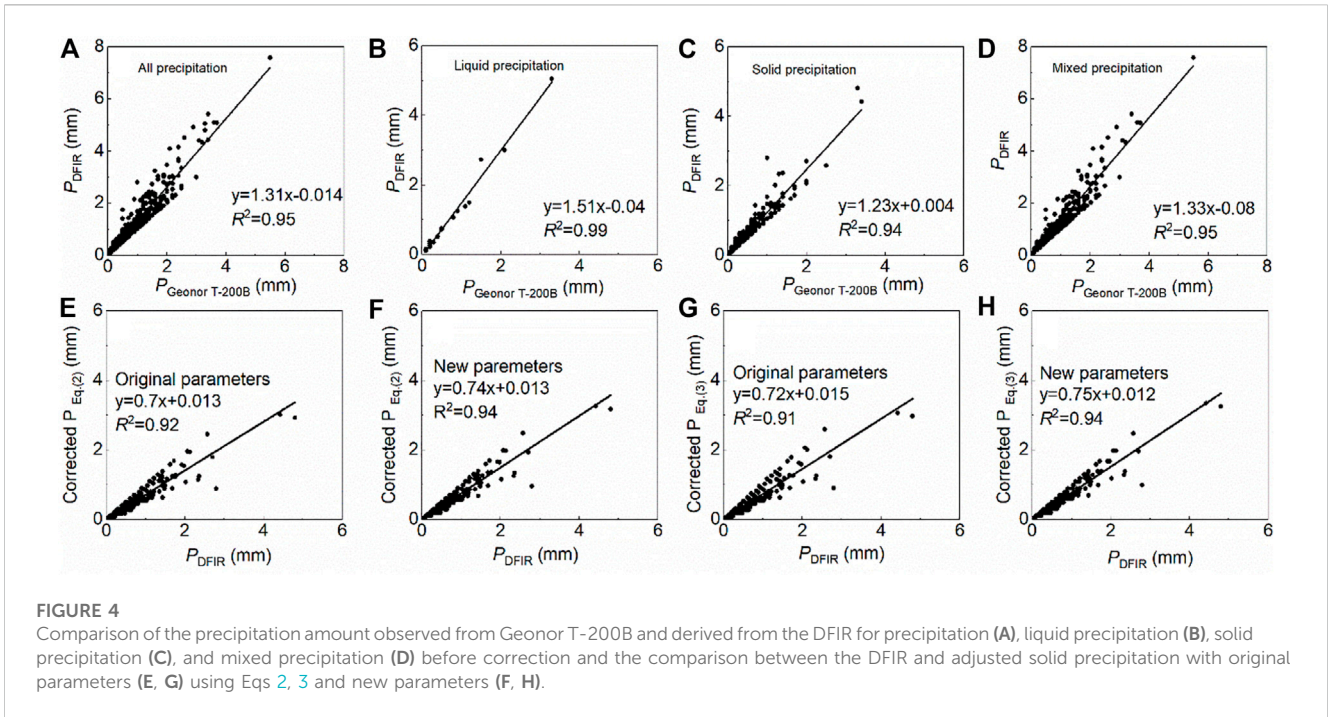 A
8
6
4
2
0
0
2
4
6
8
All precipitation
y=1.31x-0.014
R²=0.95
P_DFIR (mm)
P_Geonor T-200B (mm)
B
6
4
2
0
0
2
4
6
Liquid precipitation
y=1.51x-0.04
R²=0.99
P_DFIR (mm)
P_Geonor T-200B (mm)
C
6
4
2
0
0
2
4
6
Solid precipitation
y=1.23x+0.004
R²=0.94
P_DFIR (mm)
P_Geonor T-200B (mm)
D
8
6
4
2
0
0
2
4
6
8
Mixed precipitation
y=1.33x-0.08
R²=0.95
P_DFIR (mm)
P_Geonor T-200B (mm)
E
6
4
2
0
0
2
4
6
Original parameters
y=0.7x+0.013
R²=0.92
Corrected P Eq.(2) (mm)
P_DFIR (mm)
F
6
4
2
0
0
2
4
6
New paremeters
y=0.74x+0.013
R²=0.94
Corrected P Eq.(2) (mm)
P_DFIR (mm)
G
6
4
2
0
0
2
4
6
Original parameters
y=0.72x+0.015
R²=0.91
Corrected P Eq.(3) (mm)
P_DFIR (mm)
H
6
4
2
0
0
2
4
6
New parameters
y=0.75x+0.012
R²=0.94
Corrected P Eq.(3) (mm)
P_DFIR (mm)
FIGURE 4
Comparison of the precipitation amount observed from Geonor T-200B and derived from the DFIR for precipitation (A), liquid precipitation (B), solid
precipitation (C), and mixed precipitation (D) before correction and the comparison between the DFIR and adjusted solid precipitation with original
parameters (E, G) using Eqs 2, 3 and new parameters (F, H).